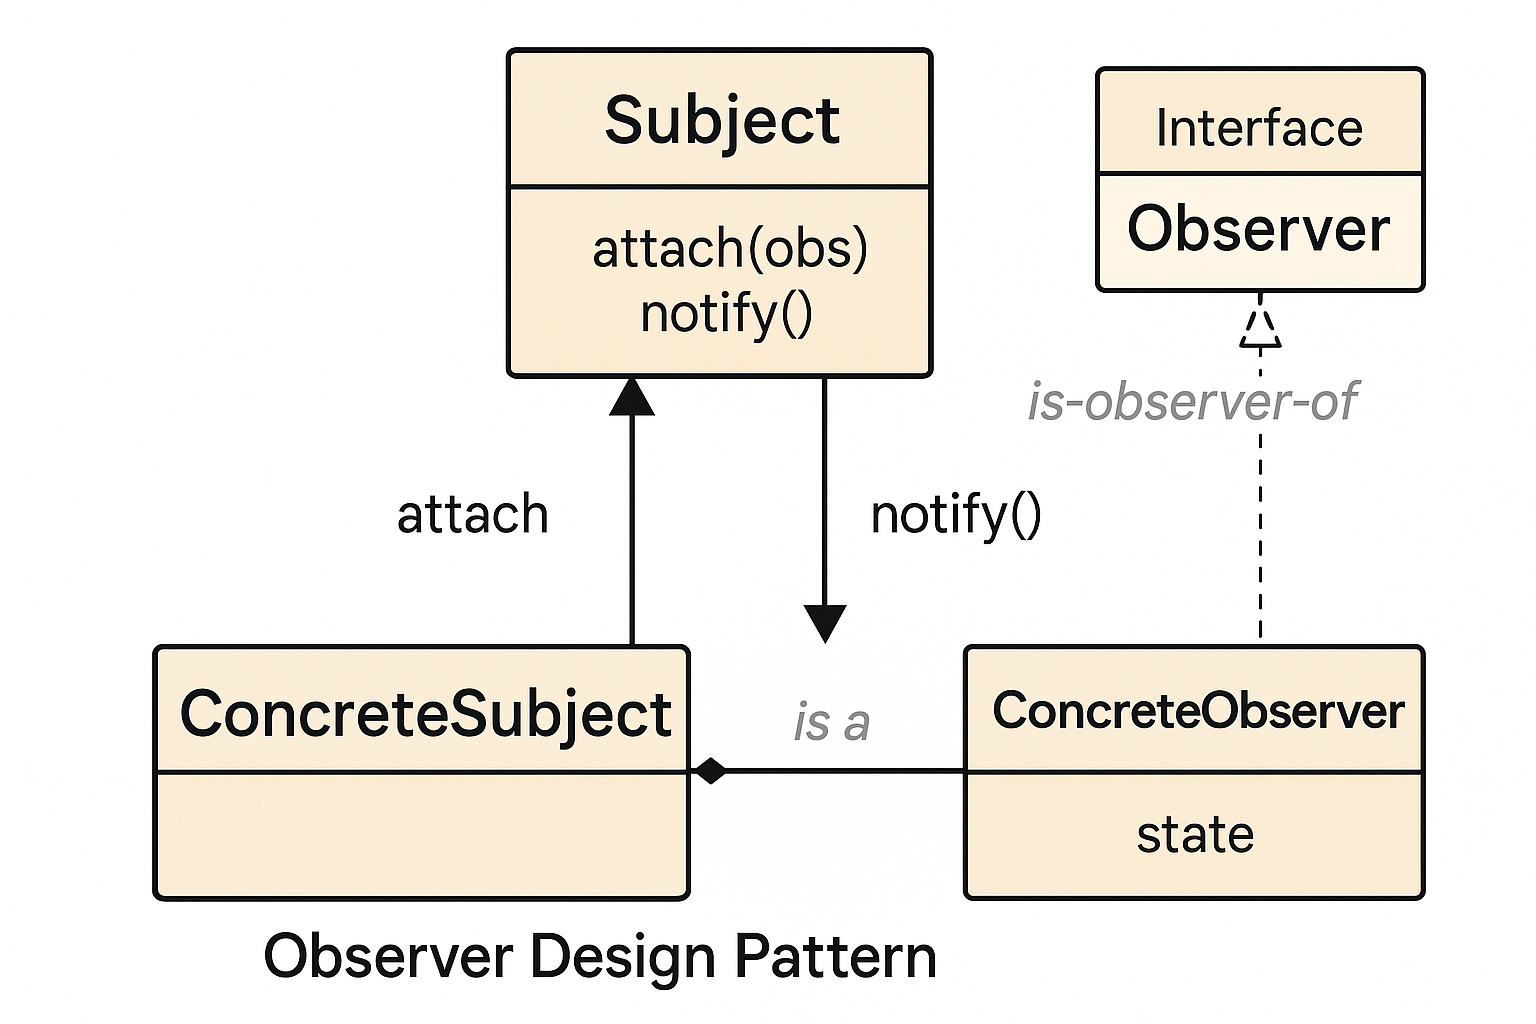 Subject
attach(obs)
notify()
Interface
Observer
is-observer-of
attach
notify()
ConcreteSubject
is a
ConcreteObserver
state
Observer Design Pattern